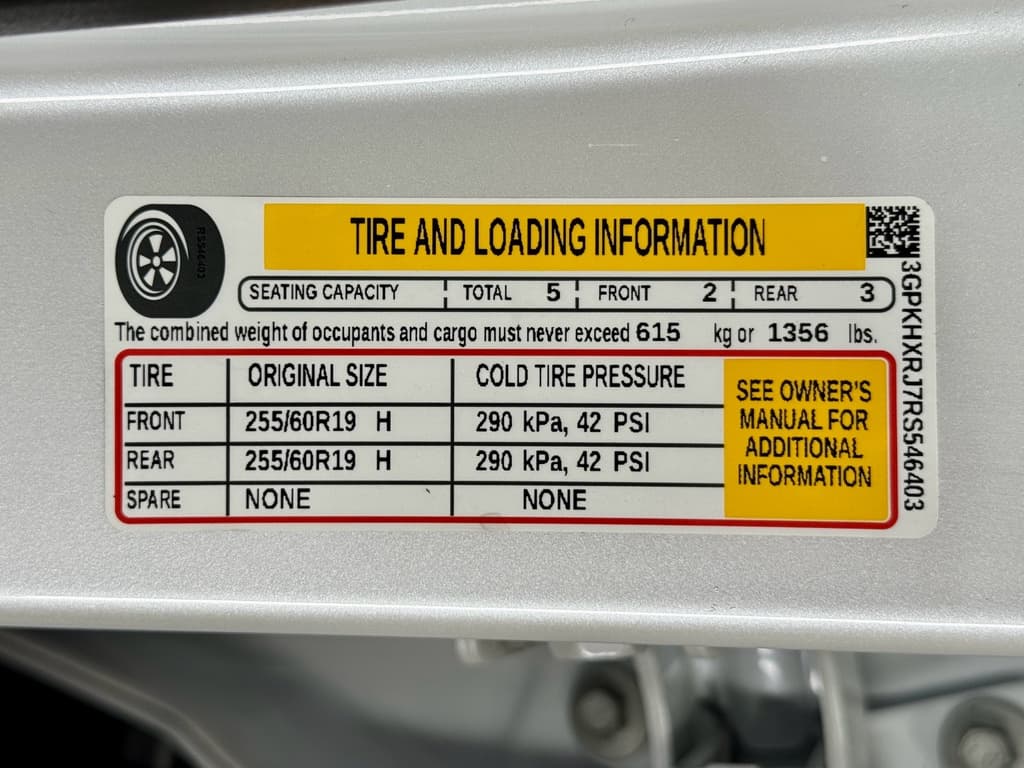 TIRE AND LOADING INFORMATION
SEATING CAPACITY TOTAL 5 FRONT 2 REAR 3
The combined weight of occupants and cargo must never exceed 615 kg or 1356 lbs.
TIRE ORIGINAL SIZE COLD TIRE PRESSURE
FRONT 255/60R19 H 290 kPa, 42 PSI
REAR 255/60R19 H 290 kPa, 42 PSI
SPARE NONE NONE
SEE OWNER'S
MANUAL FOR
ADDITIONAL
INFORMATION
3GPKHXRJ7RS546403
RS546403